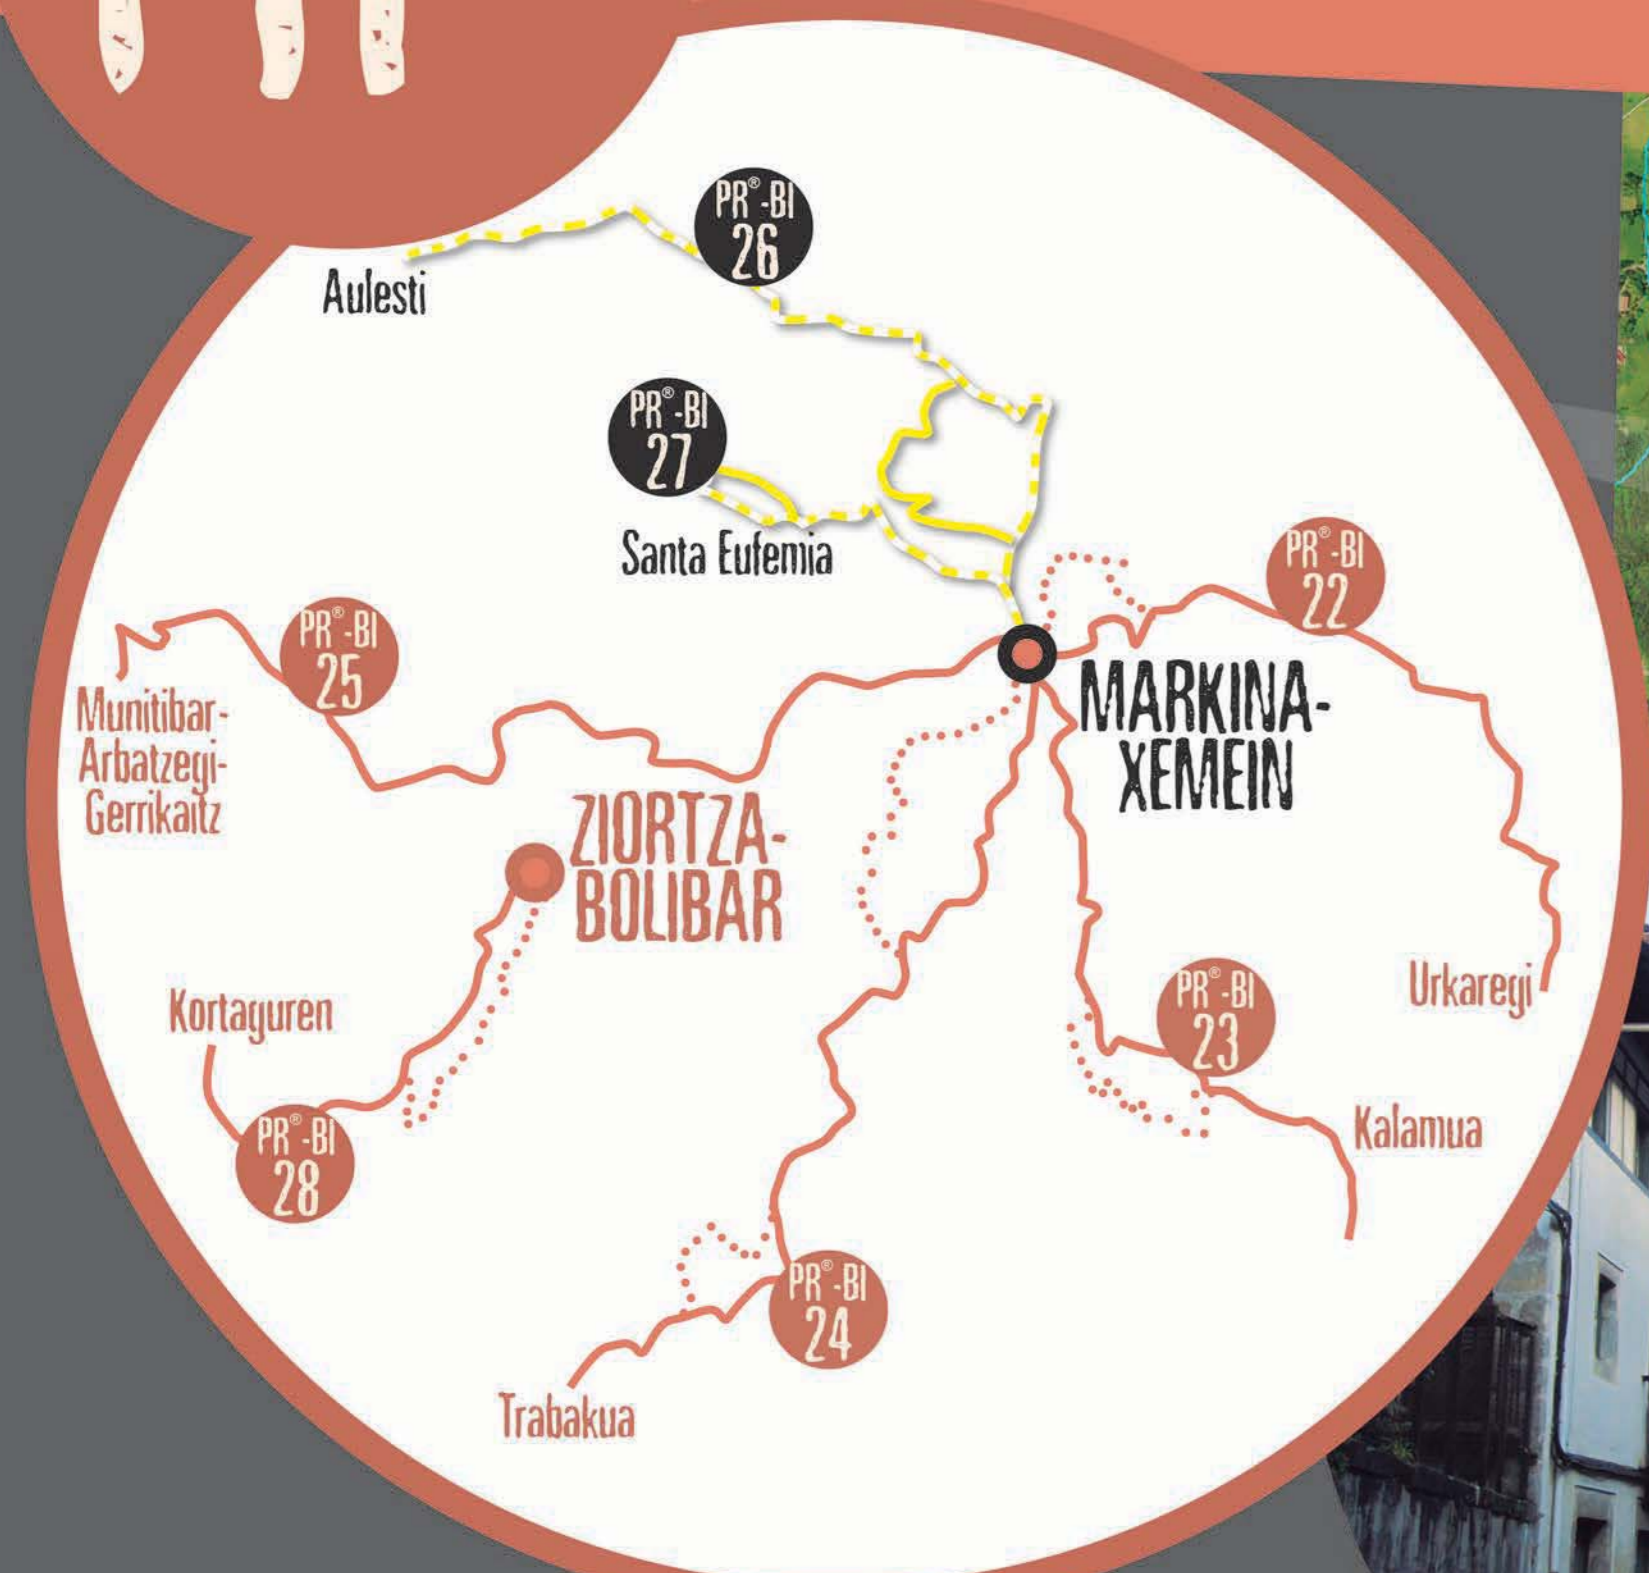 PR®-BI
26
Aulesti
PR®-BI
27
Santa Eufemia
PR®-BI
22
PR®-BI
25
MARKINA-
XEMEIN
Munitibar-
Arbatzegi-
Gerrikaitz
ZIORTZA-
BOLIBAR
Urkaregi
Kortaguren
PR®-BI
23
Kalamua
PR®-BI
28
PR®-BI
24
Trabakua